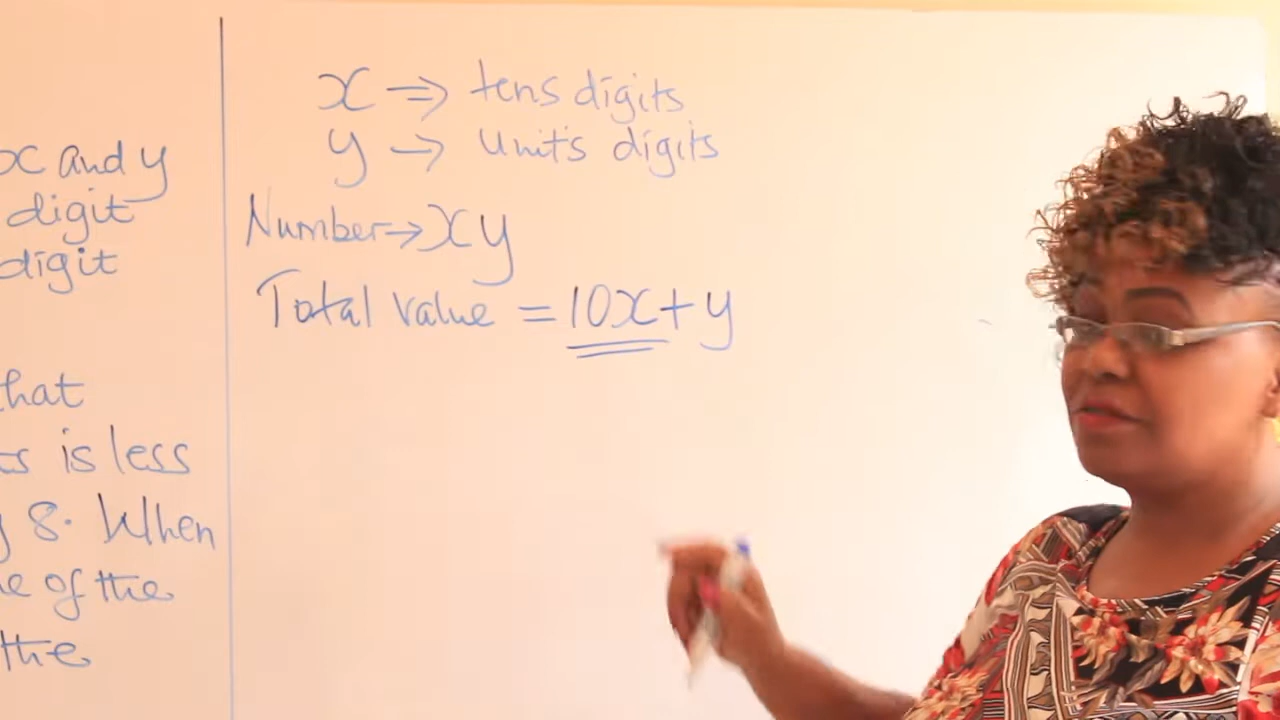 x and y
digit
digit
that
is less
8. When
of the
the
x ⇒ tens digits
y → Units digits
Number → xy
Total value = 10x + y